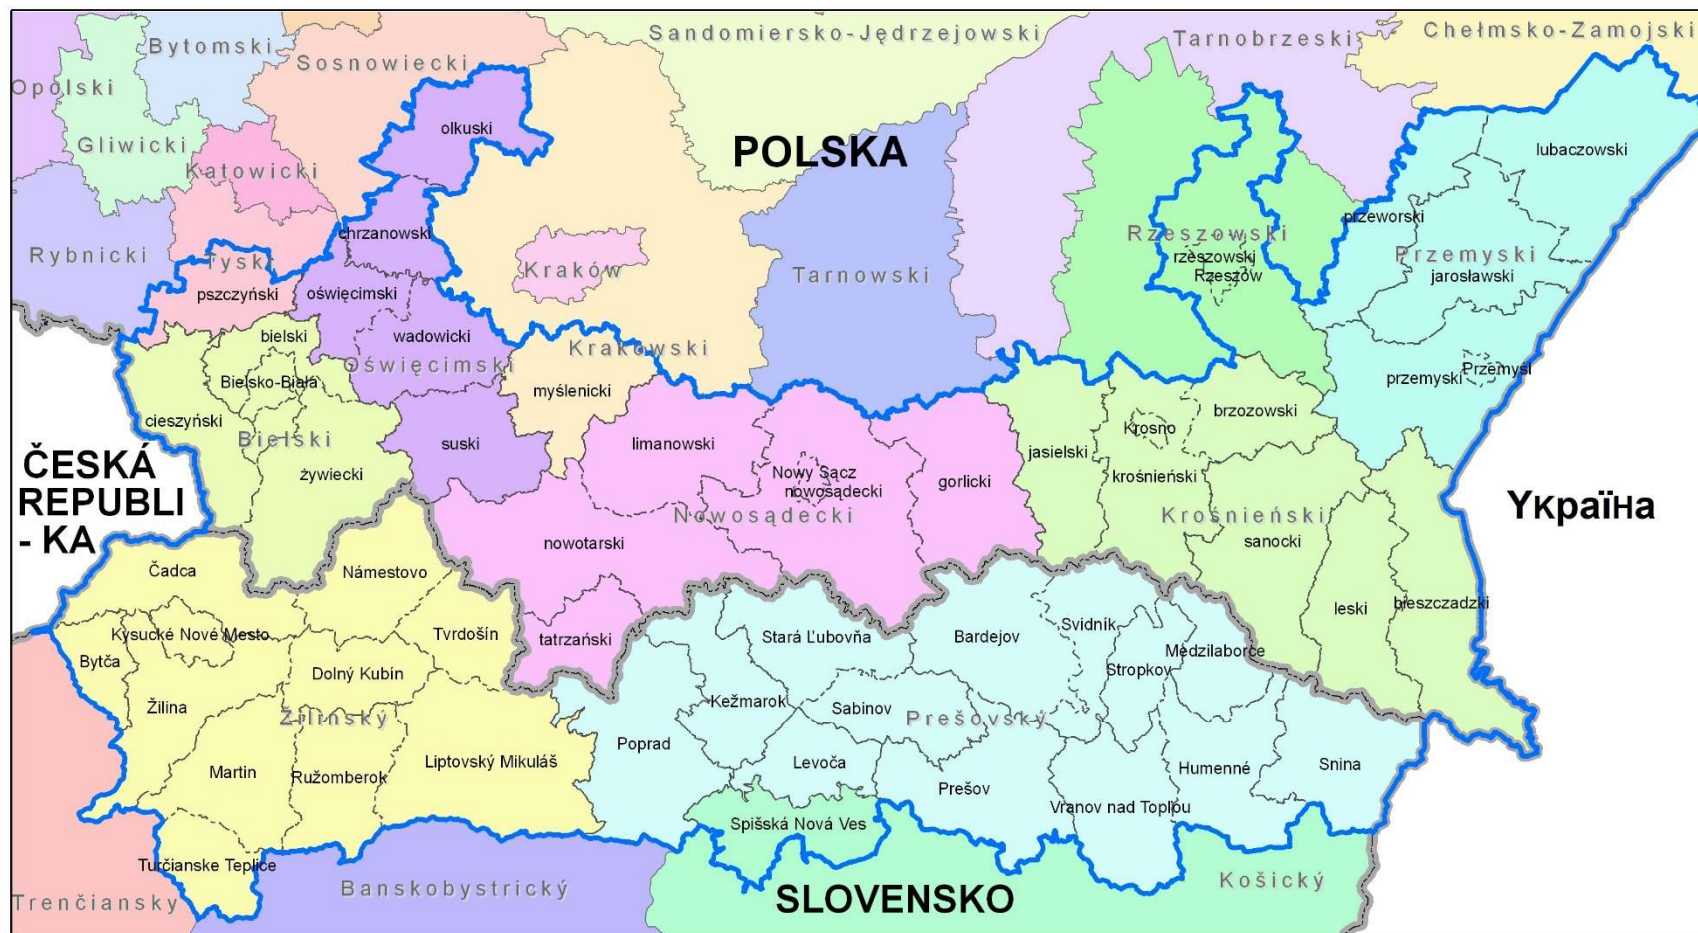 Bytomski
Sosnowiecki
Sandomiersko-Jędrzejowski
Tarnobrzeski
Chełmsko-Zamojski
Opolski
Gliwicki
Katowicki
olkuski
POLSKA
lubaczowski
Rybnicki
Tyski
chrzanowski
Kraków
Tarnowski
Rzeszowski
rzeszowski
Rzeszów
przeworski
Przemyski
jarosławski
pszczyński
oświęcimski
wadowicki
bielski
Oświęcimski
Krakowski
myślenicki
Bielsko-Biała
przemyski
Przemyśl
cieszyński
Bielski
żywiecki
suski
limanowski
Nowy Sącz
nowosądecki
gorlicki
jasielski
Krosno
krośnieński
brzozowski
ČESKÁ
REPUBLI
- KA
Nowosądecki
nowotarski
Krośnieński
sanocki
Україна
tatrzański
leski
bieszczadzki
Čadca
Námestovo
Kysucké Nové Mesto
Tvrdošín
Bytča
Dolný Kubín
Žilina
Žilinský
Martin
Ružomberok
Liptovský Mikuláš
Stará Ľubovňa
Bardejov
Svidník
Medzilaborce
Stropkov
Kežmarok
Sabinov
Prešovský
Poprad
Levoča
Prešov
Humenné
Snina
Vranov nad Topľou
Spišská Nová Ves
Turčianske Teplice
Trenčiansky
Banskobystrický
SLOVENSKO
Košický